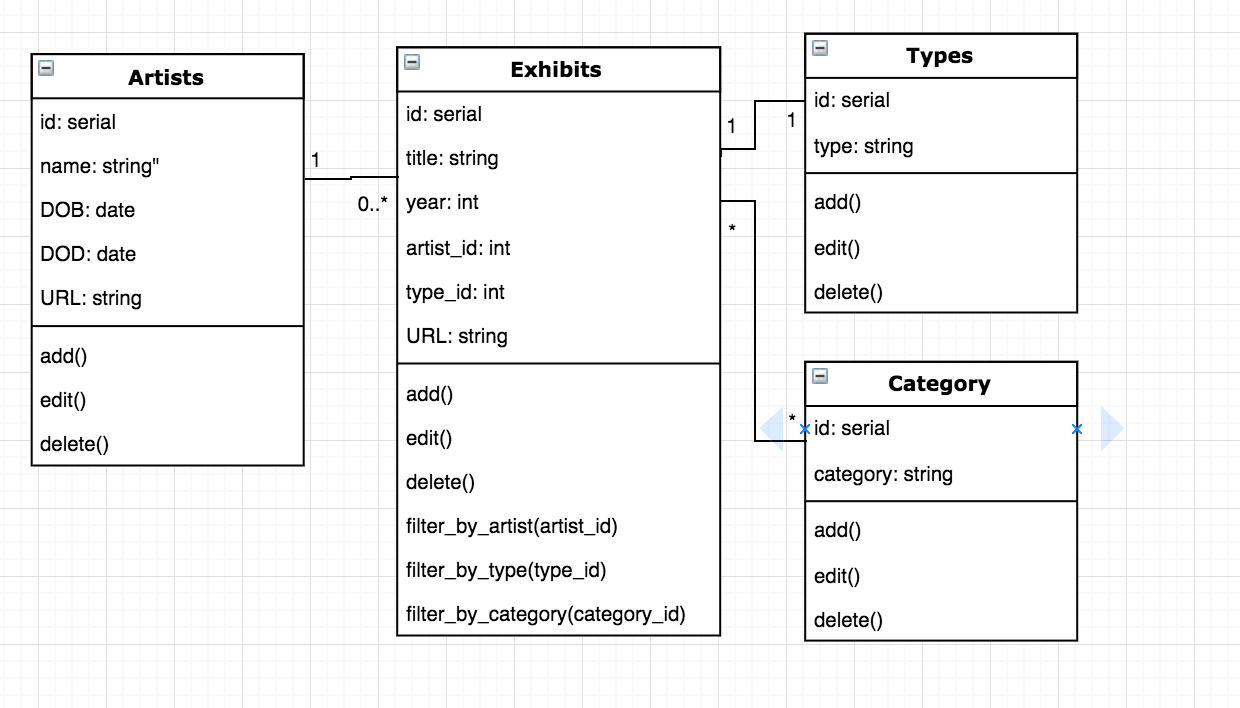 Artists
id: serial
name: string"
DOB: date
DOD: date
URL: string
add()
edit()
delete()
1
0..*
Exhibits
id: serial
title: string
year: int
artist_id: int
type_id: int
URL: string
add()
edit()
delete()
filter_by_artist(artist_id)
filter_by_type(type_id)
filter_by_category(category_id)
1
1
*
*
Types
id: serial
type: string
add()
edit()
delete()
Category
id: serial
category: string
add()
edit()
delete()